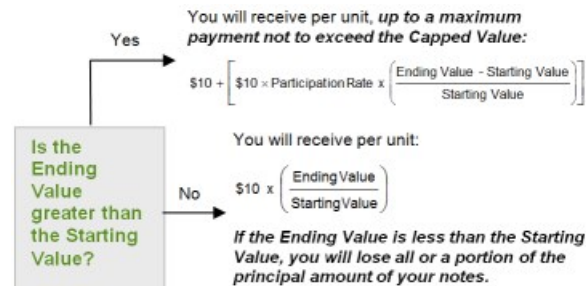 You will receive per unit, up to a maximum
payment not to exceed the Capped Value:
Yes
$10 + [ $10 × Participation Rate x ( Ending Value - Starting Value / Starting Value ) ]
Is the
Ending
Value
greater than
the Starting
Value?
No
You will receive per unit:
$10 x ( Ending Value / Starting Value )
If the Ending Value is less than the Starting
Value, you will lose all or a portion of the
principal amount of your notes.